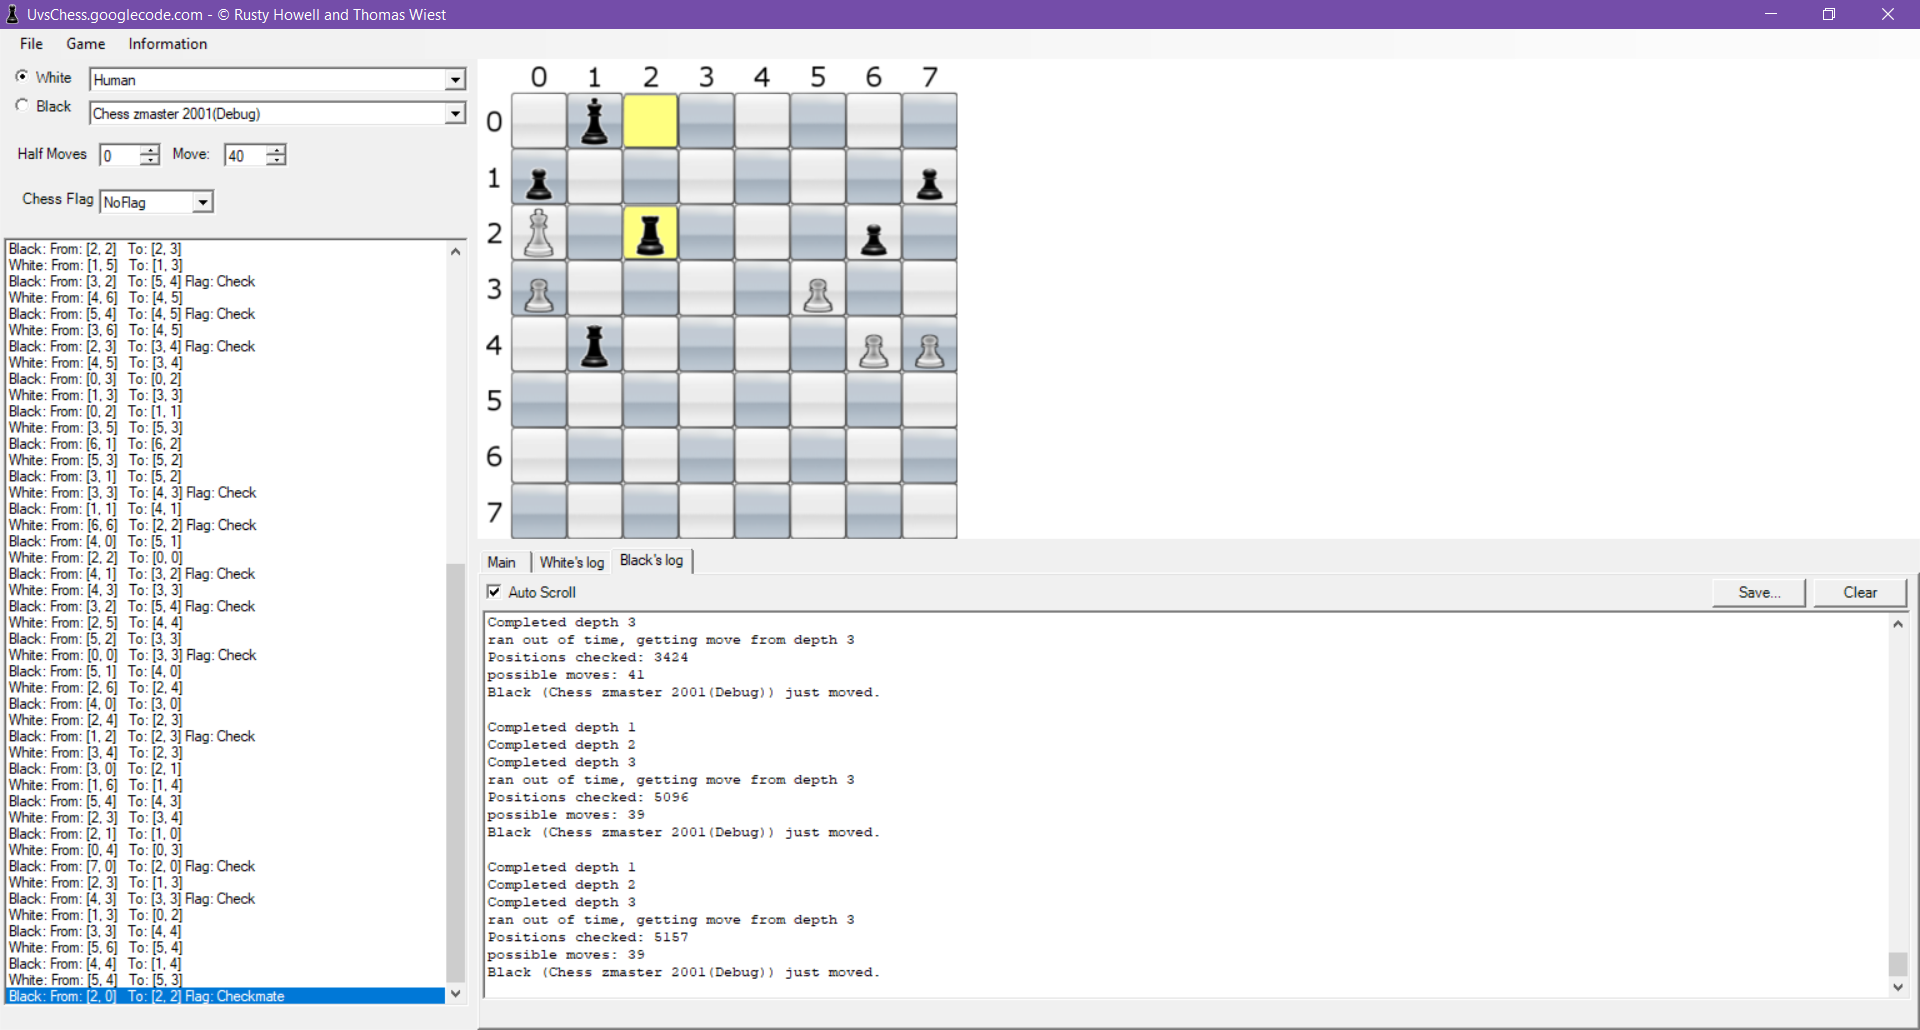 UvsChess.googlecode.com - © Rusty Howell and Thomas Wiest
File Game Information
White Human
Black Chess zmaster 2001(Debug)
Half Moves 0 Move: 40
Chess Flag NoFlag
Black: From: [2, 2] To: [2, 3]
White: From: [1, 5] To: [1, 3]
Black: From: [3, 2] To: [5, 4] Flag: Check
White: From: [4, 6] To: [4, 5]
Black: From: [5, 4] To: [4, 5] Flag: Check
White: From: [3, 6] To: [4, 5]
Black: From: [2, 3] To: [3, 4] Flag: Check
White: From: [4, 5] To: [3, 4]
Black: From: [0, 3] To: [0, 2]
White: From: [1, 3] To: [3, 3]
Black: From: [0, 2] To: [1, 1]
White: From: [3, 5] To: [5, 3]
Black: From: [6, 1] To: [6, 2]
White: From: [5, 3] To: [5, 2]
Black: From: [3, 1] To: [5, 2]
White: From: [3, 3] To: [4, 3] Flag: Check
Black: From: [1, 1] To: [4, 1]
White: From: [6, 6] To: [2, 2] Flag: Check
Black: From: [4, 0] To: [5, 1]
White: From: [2, 2] To: [0, 0]
Black: From: [4, 1] To: [3, 2] Flag: Check
White: From: [4, 3] To: [3, 3]
Black: From: [3, 2] To: [5, 4] Flag: Check
White: From: [2, 5] To: [4, 4]
Black: From: [5, 2] To: [3, 3]
White: From: [0, 0] To: [3, 3] Flag: Check
Black: From: [5, 1] To: [4, 0]
White: From: [2, 6] To: [2, 4]
Black: From: [4, 0] To: [3, 0]
White: From: [2, 4] To: [2, 3]
Black: From: [1, 2] To: [2, 3] Flag: Check
White: From: [3, 4] To: [2, 3]
Black: From: [3, 0] To: [2, 1]
White: From: [1, 6] To: [1, 4]
Black: From: [5, 4] To: [4, 3]
White: From: [2, 3] To: [3, 4]
Black: From: [2, 1] To: [1, 0]
White: From: [0, 4] To: [0, 3]
Black: From: [7, 0] To: [2, 0] Flag: Check
White: From: [2, 3] To: [1, 3]
Black: From: [4, 3] To: [3, 3] Flag: Check
White: From: [1, 3] To: [0, 2]
Black: From: [3, 3] To: [4, 4]
White: From: [5, 6] To: [5, 4]
Black: From: [4, 4] To: [1, 4]
White: From: [5, 4] To: [5, 3]
Black: From: [2, 0] To: [2, 2] Flag: Checkmate
0 1 2 3 4 5 6 7
0
1
2
3
4
5
6
7
Main White's log Black's log
Auto Scroll Save... Clear
Completed depth 3
ran out of time, getting move from depth 3
Positions checked: 3424
possible moves: 41
Black (Chess zmaster 2001(Debug)) just moved.
Completed depth 1
Completed depth 2
Completed depth 3
ran out of time, getting move from depth 3
Positions checked: 5096
possible moves: 39
Black (Chess zmaster 2001(Debug)) just moved.
Completed depth 1
Completed depth 2
Completed depth 3
ran out of time, getting move from depth 3
Positions checked: 5157
possible moves: 39
Black (Chess zmaster 2001(Debug)) just moved.